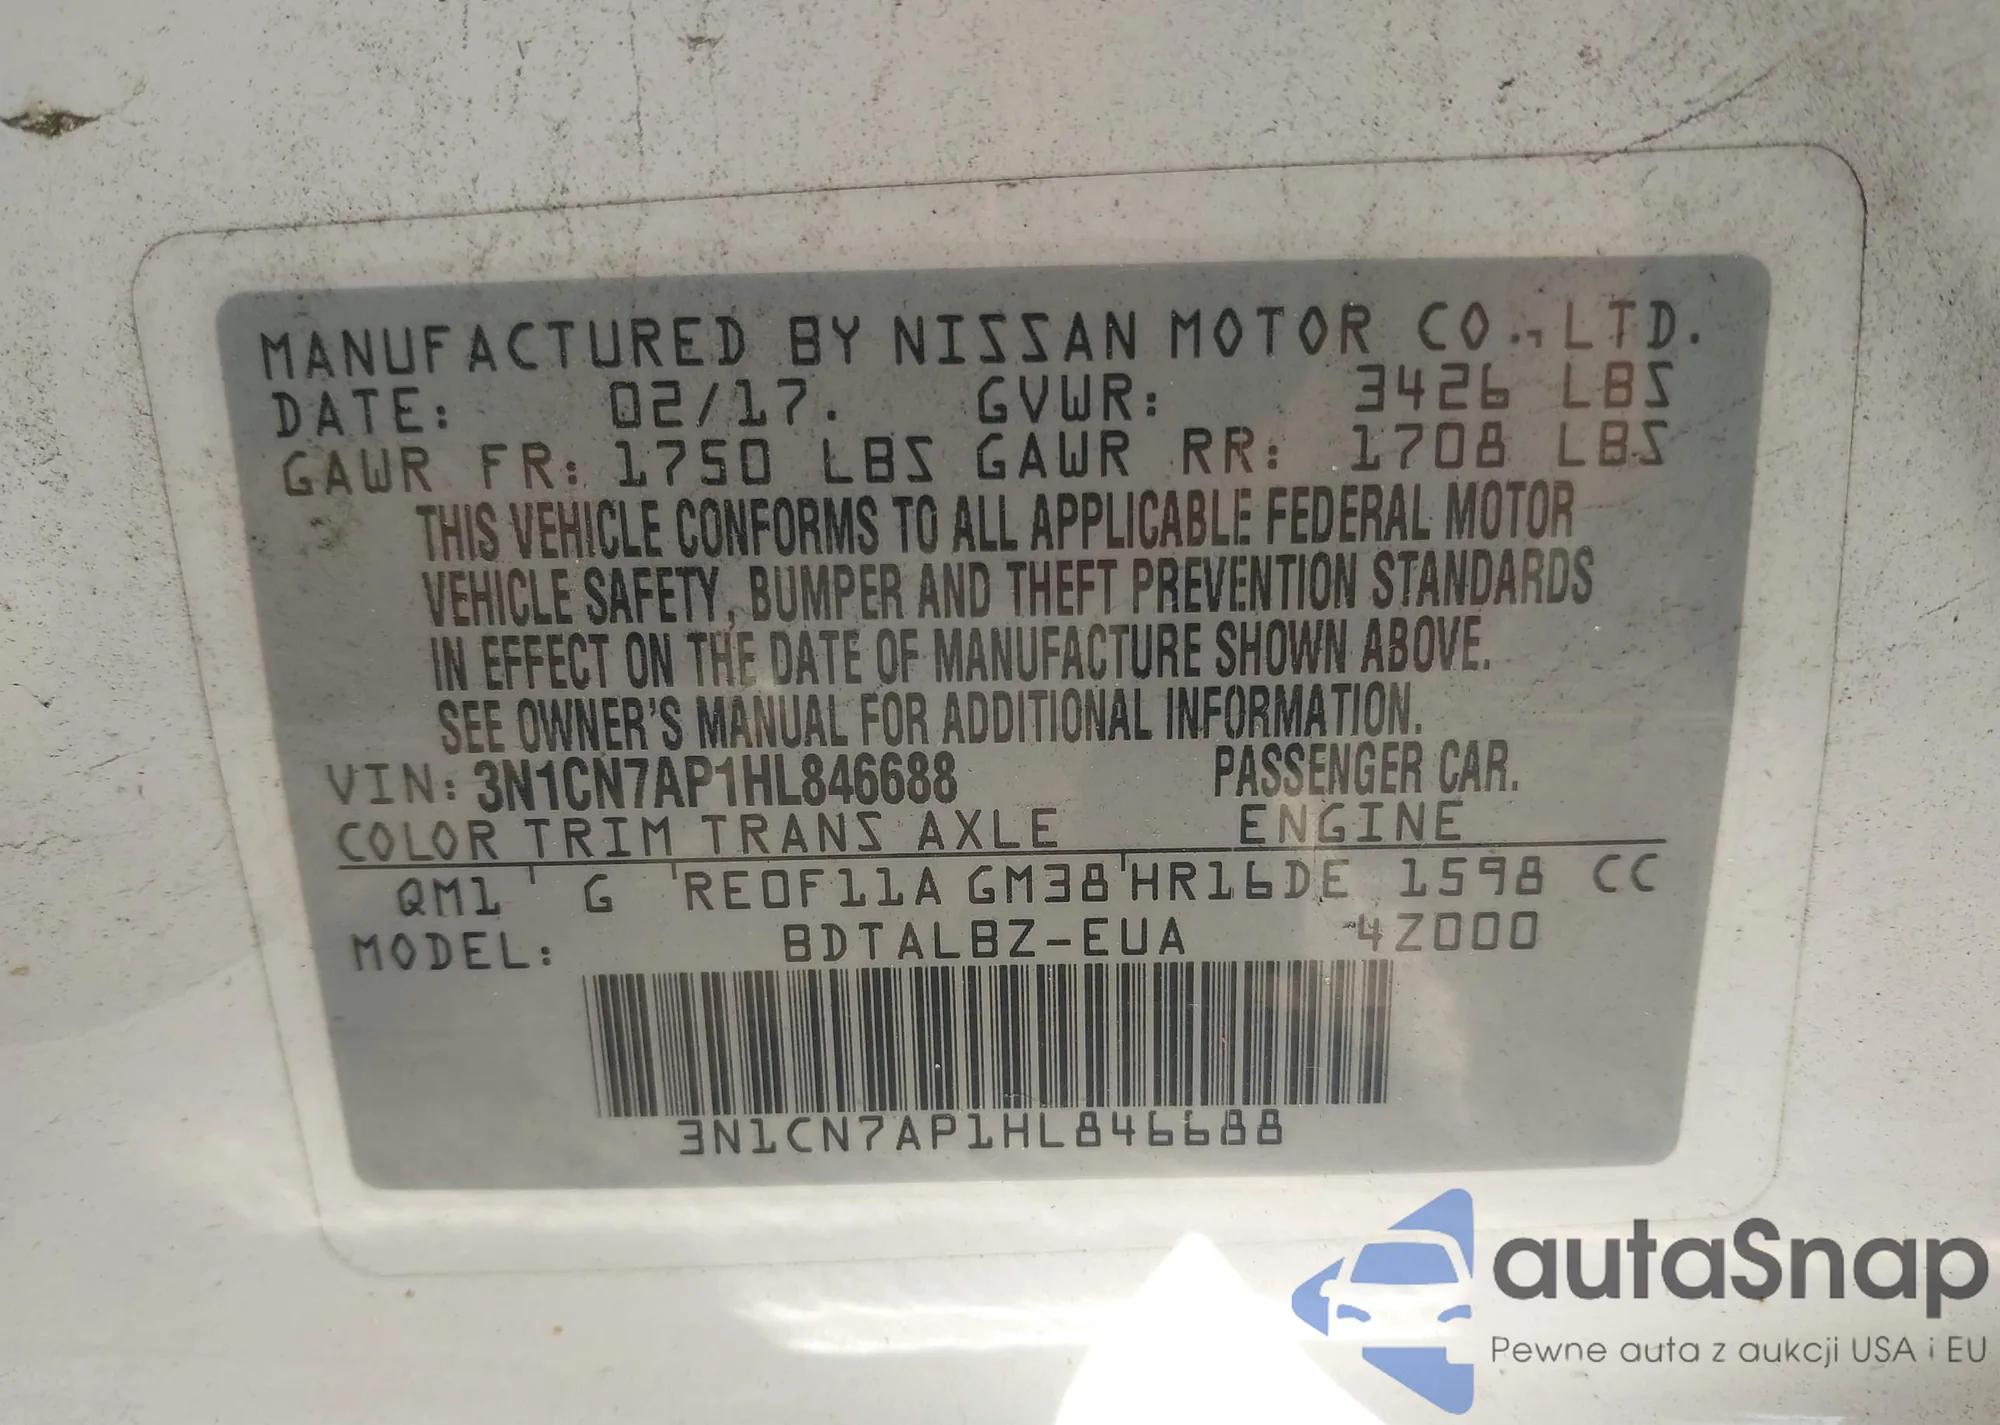 MANUFACTURED BY NISSAN MOTOR CO., LTD.
DATE: 02/17. GVWR: 3426 LBS
GAWR FR: 1750 LBS GAWR RR: 1708 LBS
THIS VEHICLE CONFORMS TO ALL APPLICABLE FEDERAL MOTOR
VEHICLE SAFETY, BUMPER AND THEFT PREVENTION STANDARDS
IN EFFECT ON THE DATE OF MANUFACTURE SHOWN ABOVE.
SEE OWNER'S MANUAL FOR ADDITIONAL INFORMATION.
VIN: 3N1CN7AP1HL846688 PASSENGER CAR.
COLOR TRIM TRANS AXLE ENGINE
QM1 G RE0F11A GM38 HR16DE 1598 CC
MODEL: BDTALBZ-EUA -4Z000
3N1CN7AP1HL846688
autaSnap
Pewne auta z aukcji USA i EU